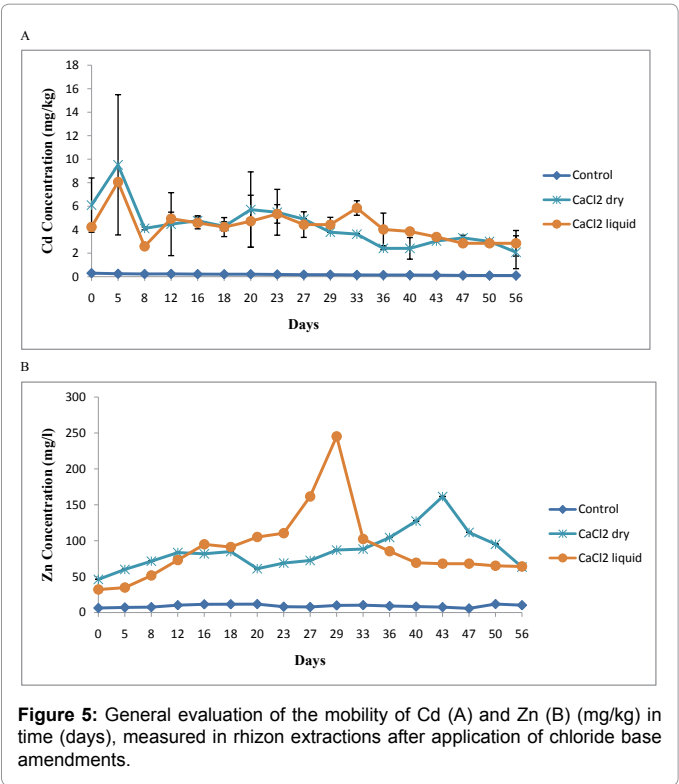 A
18
16
14
12
10
8
6
4
2
0
Cd Concentration (mg/kg)
0 5 8 12 16 18 20 23 27 29 33 36 40 43 47 50 56
Days
Control
CaCl2 dry
CaCl2 liquid
B
300
250
200
150
100
50
0
Zn Concentration (mg/l)
0 5 8 12 16 18 20 23 27 29 33 36 40 43 47 50 56
Days
Control
CaCl2 dry
CaCl2 liquid
Figure 5: General evaluation of the mobility of Cd (A) and Zn (B) (mg/kg) in
time (days), measured in rhizon extractions after application of chloride base
amendments.